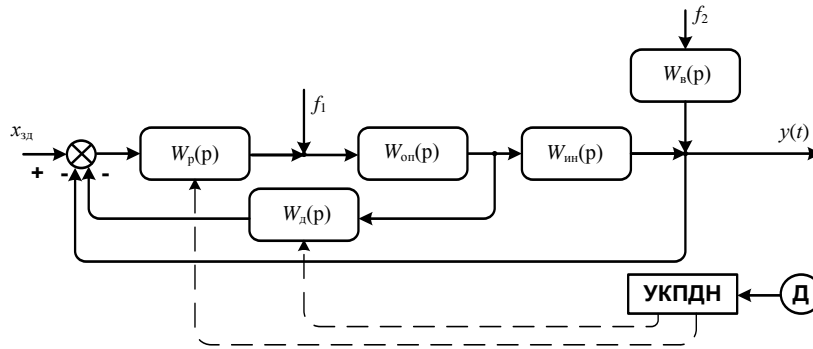 f₂
Wв(p)
f₁
xзд
y(t)
Wр(p)
Wоп(p)
Wин(p)
+
-
-
Wд(p)
УКПДН
Д